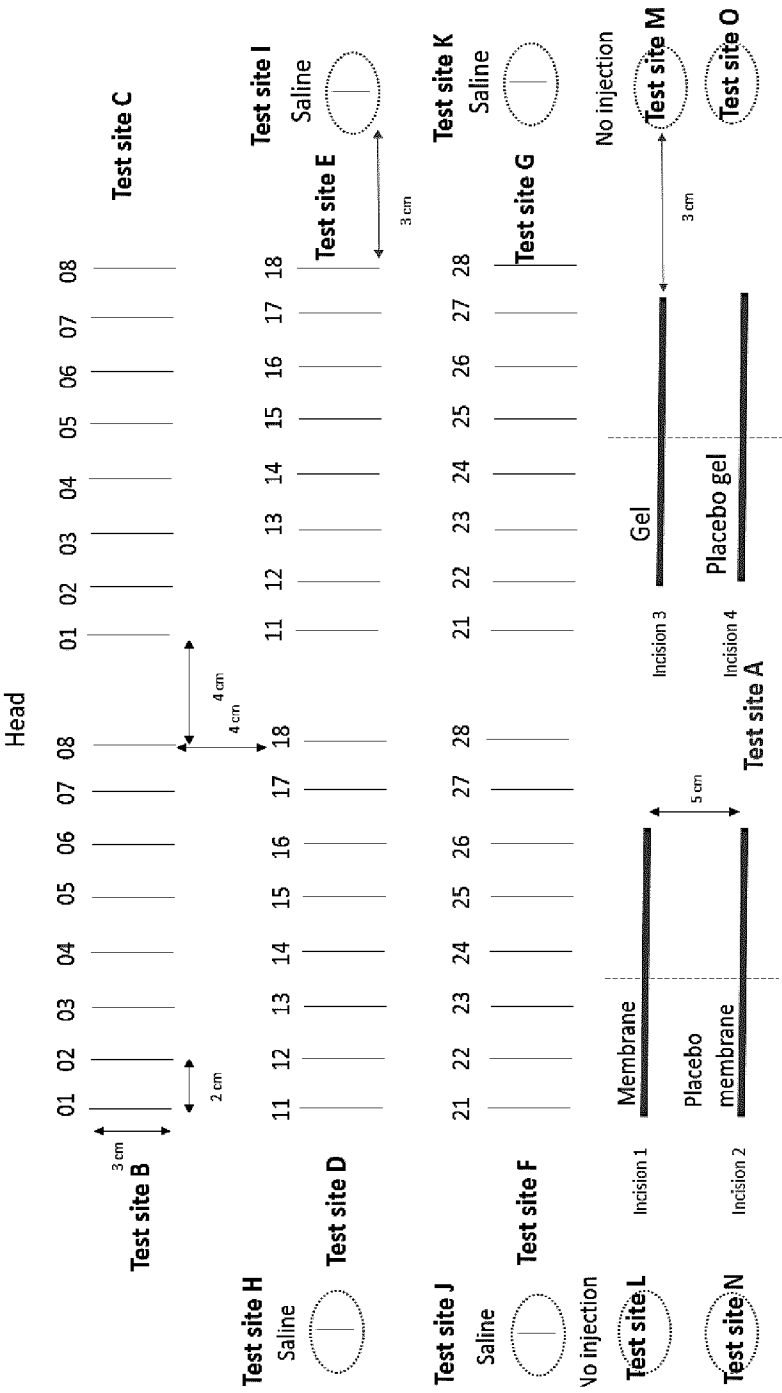 Head
01 02 03 04 05 06 07 08 01 02 03 04 05 06 07 08
3 cm
Test site B
Test site C
2 cm
4 cm
4 cm
Test site H
Saline
11 12 13 14 15 16 17 18 11 12 13 14 15 16 17 18
Test site I
Saline
Test site D
Test site E
3 cm
Test site J
Saline
21 22 23 24 25 26 27 28 21 22 23 24 25 26 27 28
Test site K
Saline
Test site F
Test site G
No injection
Test site L
Incision 1
Membrane
Incision 3
Gel
No injection
Test site M
5 cm
3 cm
Test site N
Incision 2
Placebo
membrane
Incision 4
Placebo gel
Test site O
Test site A